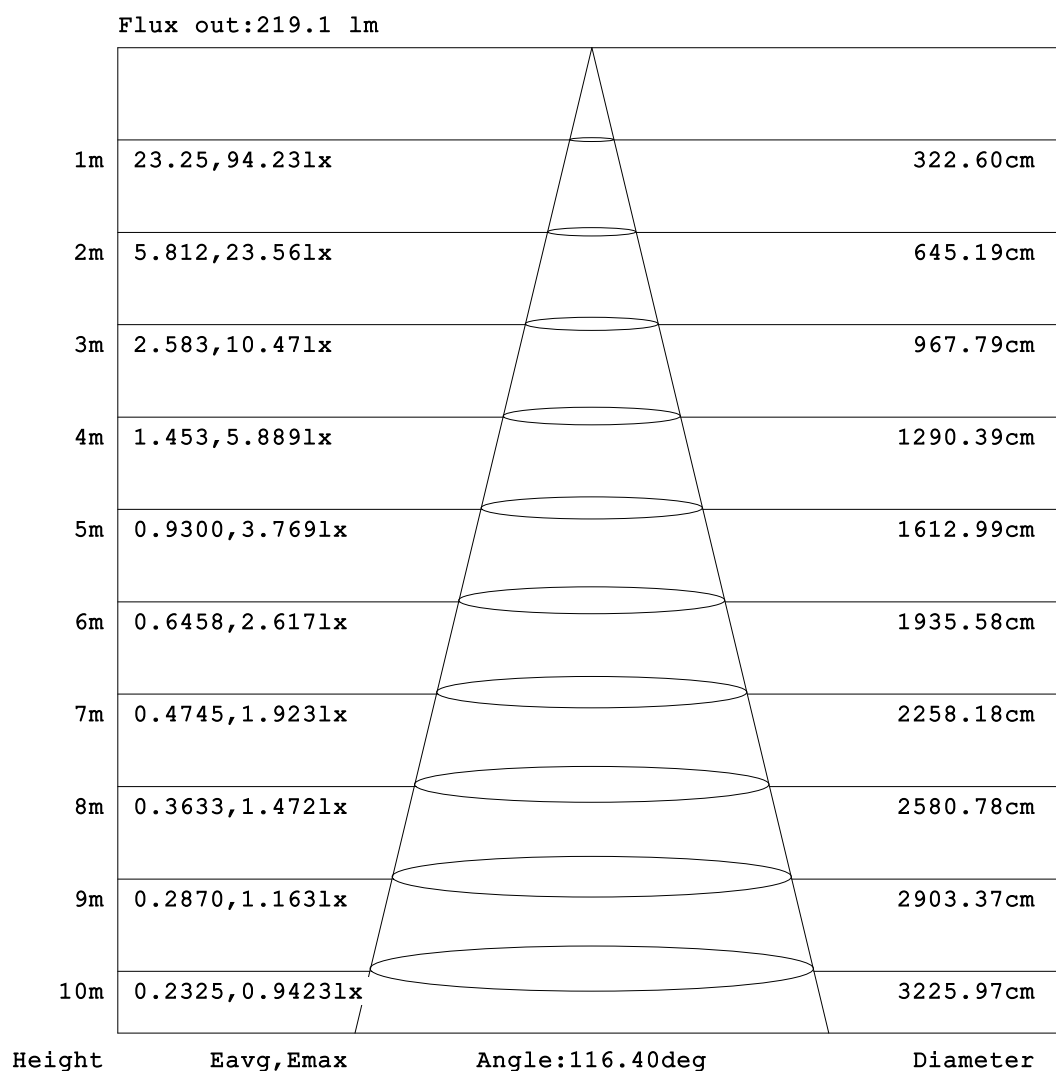 Flux out:219.1 lm
1m 23.25,94.23lx 322.60cm
2m 5.812,23.56lx 645.19cm
3m 2.583,10.47lx 967.79cm
4m 1.453,5.889lx 1290.39cm
5m 0.9300,3.769lx 1612.99cm
6m 0.6458,2.617lx 1935.58cm
7m 0.4745,1.923lx 2258.18cm
8m 0.3633,1.472lx 2580.78cm
9m 0.2870,1.163lx 2903.37cm
10m 0.2325,0.9423lx 3225.97cm
Height Eavg,Emax Angle:116.40deg Diameter